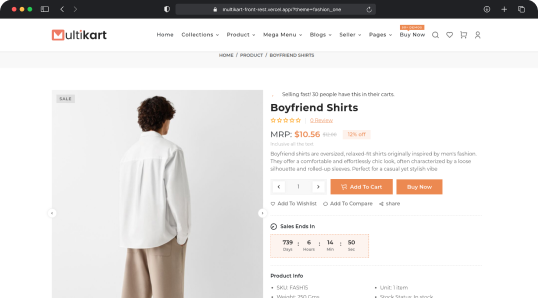 multikart-front-rest.vercel.app/?theme=fashion_one
Multikart
Home Collections Product Mega Menu Blogs Seller Pages Buy Now
HOME / PRODUCT / BOYFRIEND SHIRTS
SALE
Selling fast! 30 people have this in their carts.
Boyfriend Shirts
0 Review
MRP: $10.56 12% off
Inclusive all the text
Boyfriend shirts are oversized, relaxed-fit shirts originally inspired by men's fashion.
They offer a comfortable and effortlessly chic look, often characterized by a loose
silhouette and rolled-up sleeves. Perfect for a casual yet stylish vibe
1 Add To Cart Buy Now
Add To Wishlist Add To Compare share
Sales Ends In
739 : 6 : 14 : 50
Days Hours Min Sec
Product Info
SKU: FASH15 Unit: 1 item
Weight: 250 Gms Stock Status: In stock